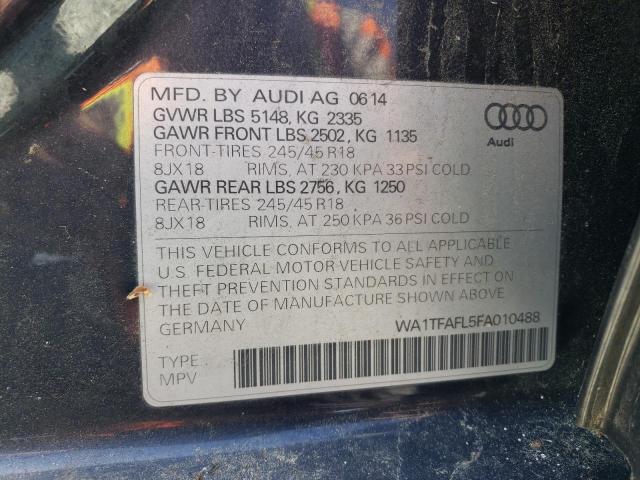 MFD. BY AUDI AG 0614
GVWR LBS 5148, KG 2335
GAWR FRONT LBS 2502, KG 1135
FRONT-TIRES 245/45 R18
8JX18 RIMS, AT 230 KPA 33 PSI COLD
GAWR REAR LBS 2756, KG 1250
REAR-TIRES 245/45 R18
8JX18 RIMS, AT 250 KPA 36 PSI COLD
Audi
THIS VEHICLE CONFORMS TO ALL APPLICABLE
U.S. FEDERAL MOTOR VEHICLE SAFETY AND
THEFT PREVENTION STANDARDS IN EFFECT ON
THE DATE OF MANUFACTURE SHOWN ABOVE
GERMANY WA1TFAFL5FA010488
TYPE:
MPV